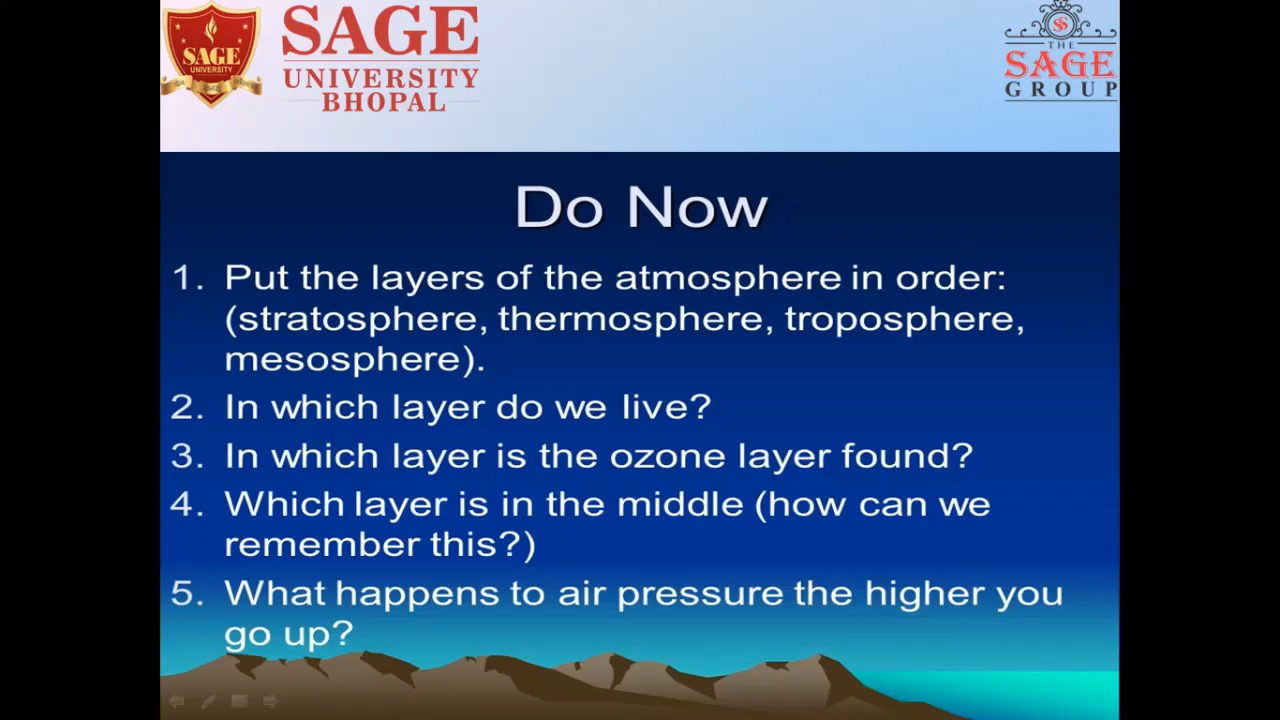 SAGE
UNIVERSITY
SAGE
UNIVERSITY
BHOPAL
THE
SAGE
GROUP
Do Now
1. Put the layers of the atmosphere in order:
(stratosphere, thermosphere, troposphere,
mesosphere).
2. In which layer do we live?
3. In which layer is the ozone layer found?
4. Which layer is in the middle (how can we
remember this?)
5. What happens to air pressure the higher you
go up?